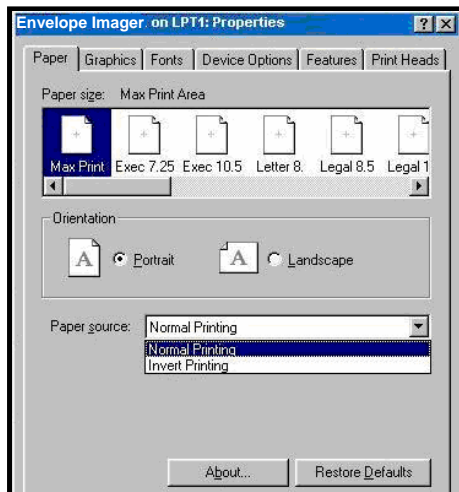 Envelope Imager on LPT1: Properties
Paper Graphics Fonts Device Options Features Print Heads
Paper size: Max Print Area
Max Print Exec 7.25 Exec 10.5 Letter 8. Legal 8.5 Legal 1
Orientation
A Portrait A Landscape
Paper source: Normal Printing
Normal Printing
Invert Printing
About... Restore Defaults